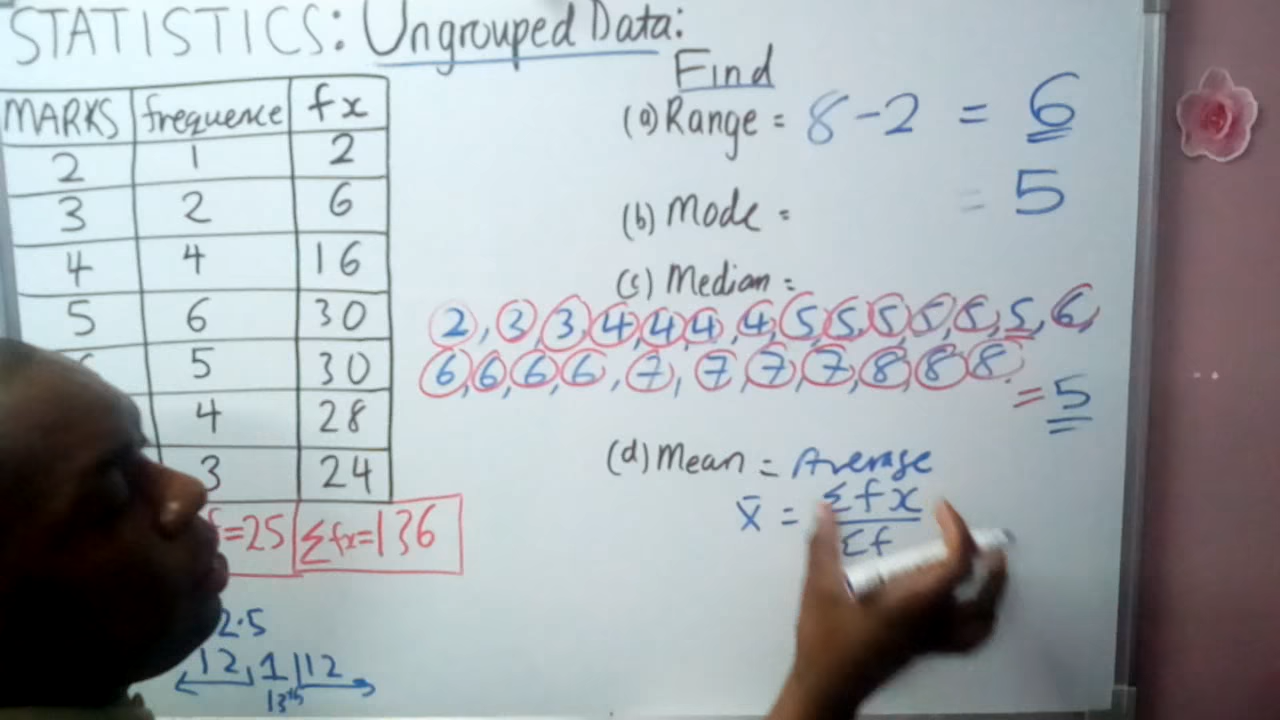 STATISTICS: Ungrouped Data:
MARKS frequence fx
2 1 2
3 2 6
4 4 16
5 6 30
5 30
4 28
3 24
=25 Σfx=136
2.5
12 1 12
13th
Find
(a) Range = 8-2 = 6
(b) Mode = = 5
(c) Median =
2, 3, 3, 4, 4, 4, 4, 5, 5, 5, 5, 5, 5, 6,
6, 6, 6, 6, 7, 7, 7, 7, 8, 8, 8.
= 5
(d) Mean = Average
x̄ = Σfx
Σf